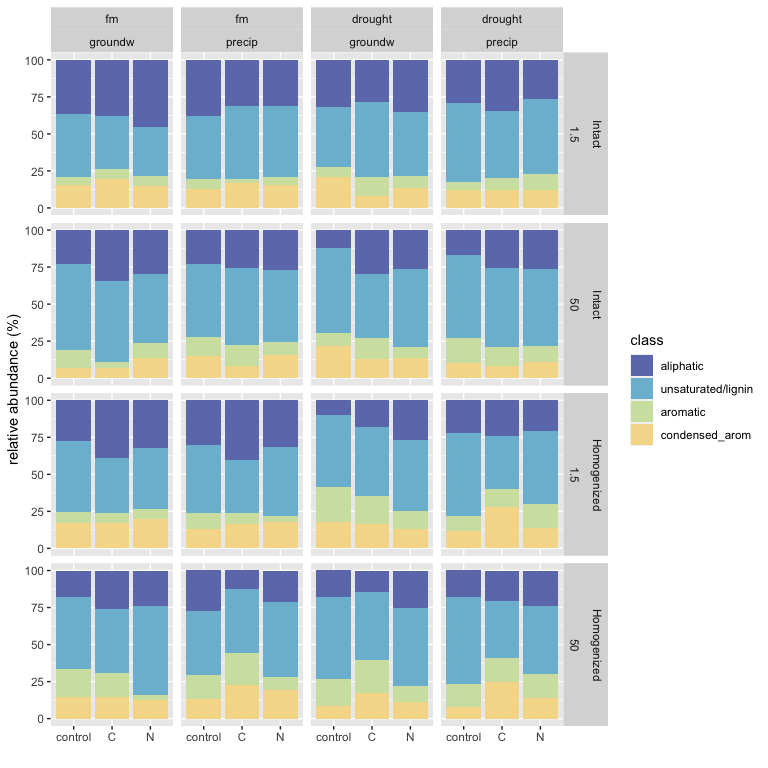 fm fm drought drought
groundw precip groundw precip
relative abundance (%)
100
75
50
25
0
1.5 Intact
100
75
50
25
0
50 Intact
100
75
50
25
0
1.5 Homogenized
100
75
50
25
0
50 Homogenized
control C N control C N control C N control C N
class
aliphatic
unsaturated/lignin
aromatic
condensed_arom